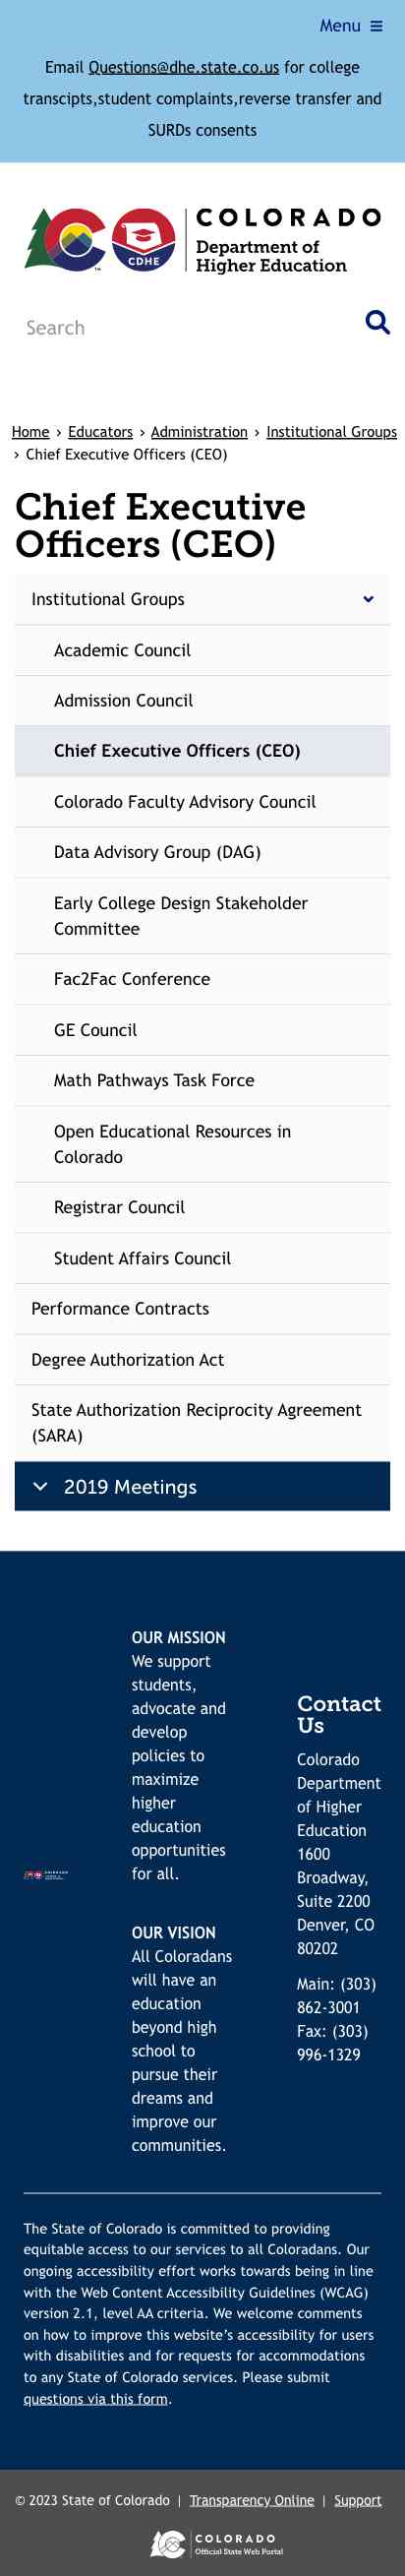 Menu
Email Questions@dhe.state.co.us for college
transcipts,student complaints,reverse transfer and
SURDs consents
CDHE
TM
COLORADO
Department of
Higher Education
Search
Home › Educators › Administration › Institutional Groups
› Chief Executive Officers (CEO)
Chief Executive
Officers (CEO)
Institutional Groups
Academic Council
Admission Council
Chief Executive Officers (CEO)
Colorado Faculty Advisory Council
Data Advisory Group (DAG)
Early College Design Stakeholder
Committee
Fac2Fac Conference
GE Council
Math Pathways Task Force
Open Educational Resources in
Colorado
Registrar Council
Student Affairs Council
Performance Contracts
Degree Authorization Act
State Authorization Reciprocity Agreement
(SARA)
2019 Meetings
OUR MISSION
We support
students,
advocate and
develop
policies to
maximize
higher
education
opportunities
for all.
OUR VISION
All Coloradans
will have an
education
beyond high
school to
pursue their
dreams and
improve our
communities.
Contact
Us
Colorado
Department
of Higher
Education
1600
Broadway,
Suite 2200
Denver, CO
80202
Main: (303)
862-3001
Fax: (303)
996-1329
The State of Colorado is committed to providing
equitable access to our services to all Coloradans. Our
ongoing accessibility effort works towards being in line
with the Web Content Accessibility Guidelines (WCAG)
version 2.1, level AA criteria. We welcome comments
on how to improve this website's accessibility for users
with disabilities and for requests for accommodations
to any State of Colorado services. Please submit
questions via this form.
© 2023 State of Colorado | Transparency Online | Support
COLORADO
Official State Web Portal